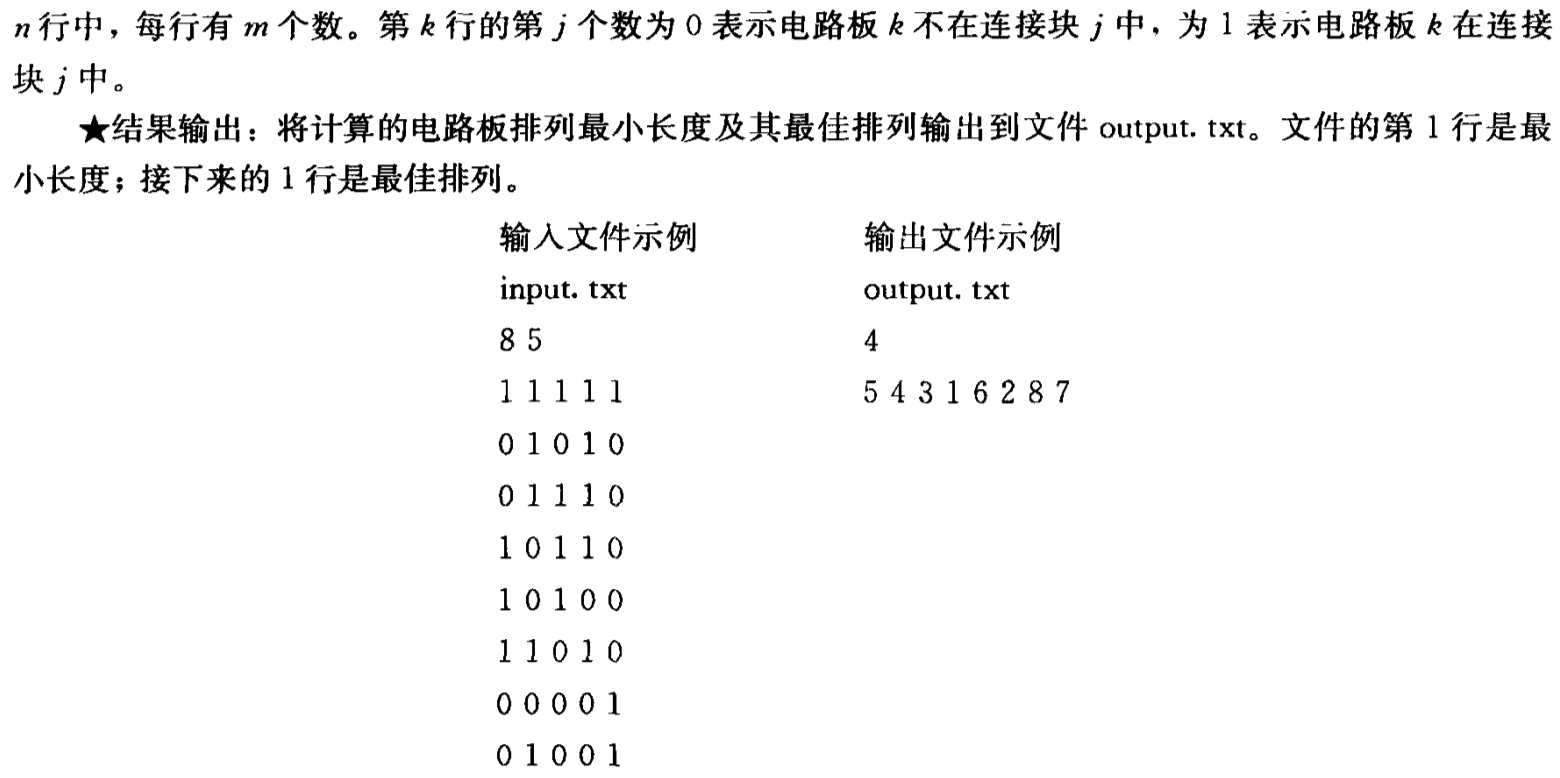 n 行中，每行有 m 个数。第 k 行的第 j 个数为 0 表示电路板 k 不在连接块 j 中，为 1 表示电路板 k 在连接
块 j 中。
★结果输出：将计算的电路板排列最小长度及其最佳排列输出到文件 output. txt。文件的第 1 行是最
小长度；接下来的 1 行是最佳排列。
输入文件示例 输出文件示例
input. txt output. txt
8 5 4
1 1 1 1 1 5 4 3 1 6 2 8 7
0 1 0 1 0
0 1 1 1 0
1 0 1 1 0
1 0 1 0 0
1 1 0 1 0
0 0 0 0 1
0 1 0 0 1